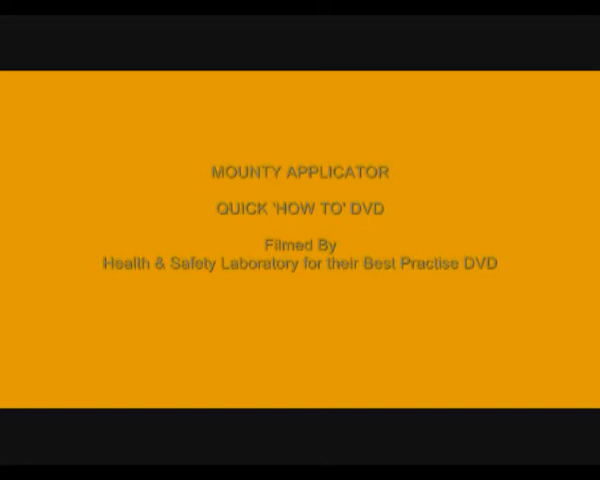 MOUNTY APPLICATOR
QUICK 'HOW TO' DVD
Filmed By
Health & Safety Laboratory for their Best Practise DVD